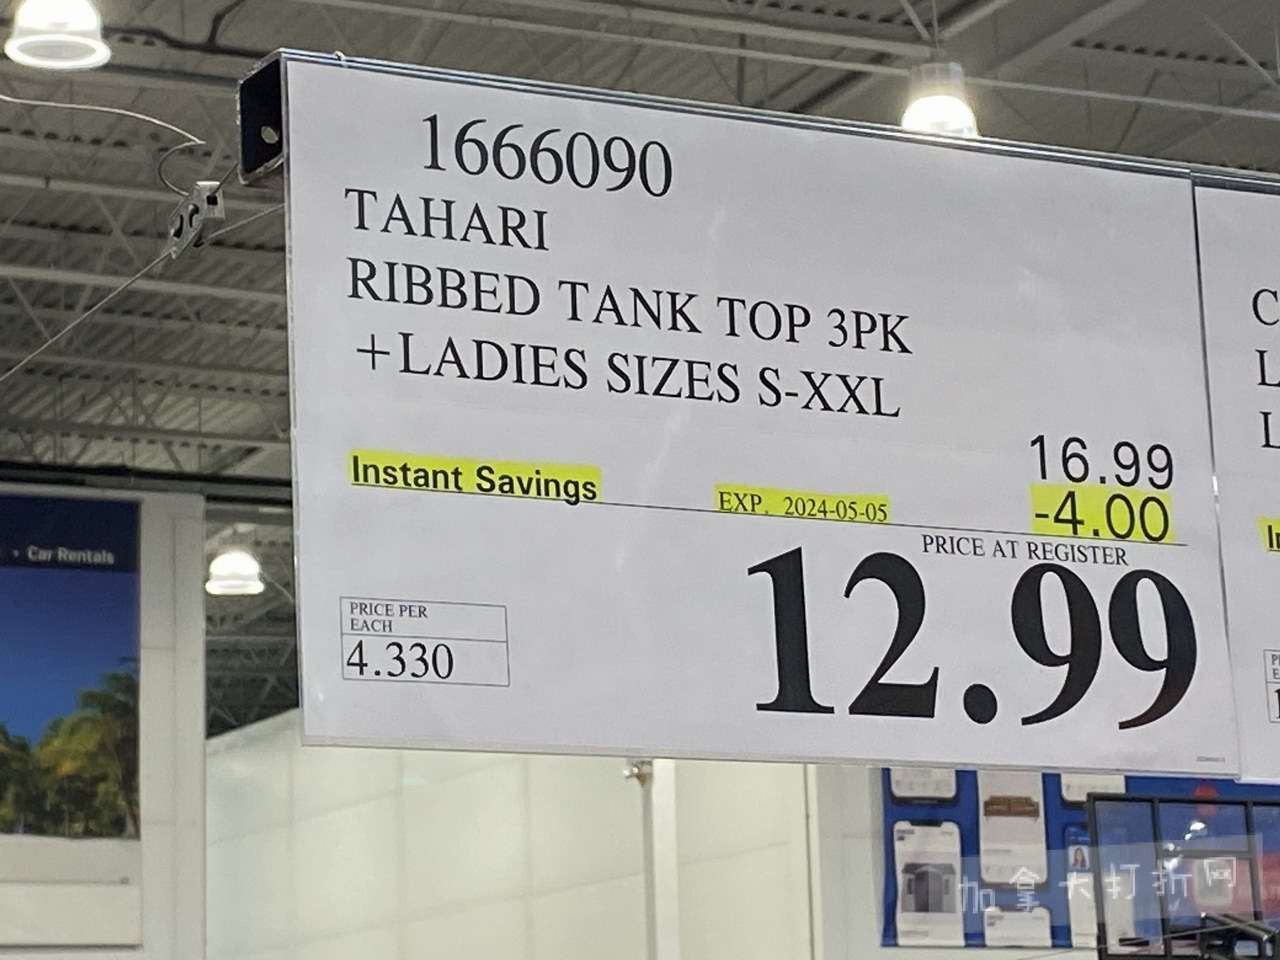 1666090
TAHARI
RIBBED TANK TOP 3PK
+LADIES SIZES S-XXL
16.99
Instant Savings
EXP. 2024-05-05
-4.00
PRICE AT REGISTER
12.99
PRICE PER
EACH
4.330
Car Rentals
C
L
L
加拿大打折网